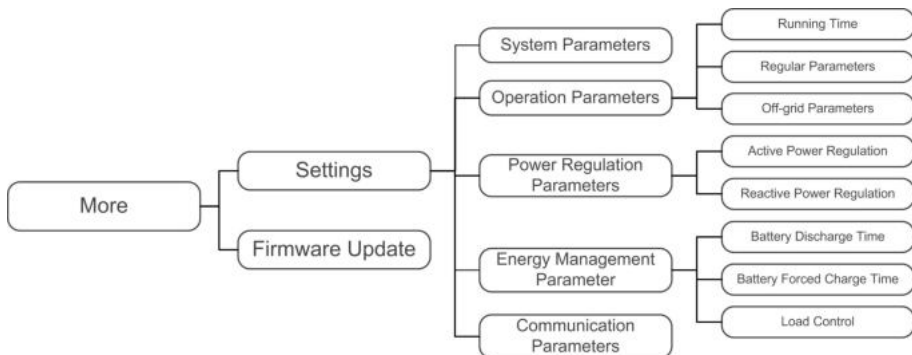 More
Settings
Firmware Update
System Parameters
Operation Parameters
Power Regulation
Parameters
Energy Management
Parameter
Communication
Parameters
Running Time
Regular Parameters
Off-grid Parameters
Active Power Regulation
Reactive Power Regulation
Battery Discharge Time
Battery Forced Charge Time
Load Control